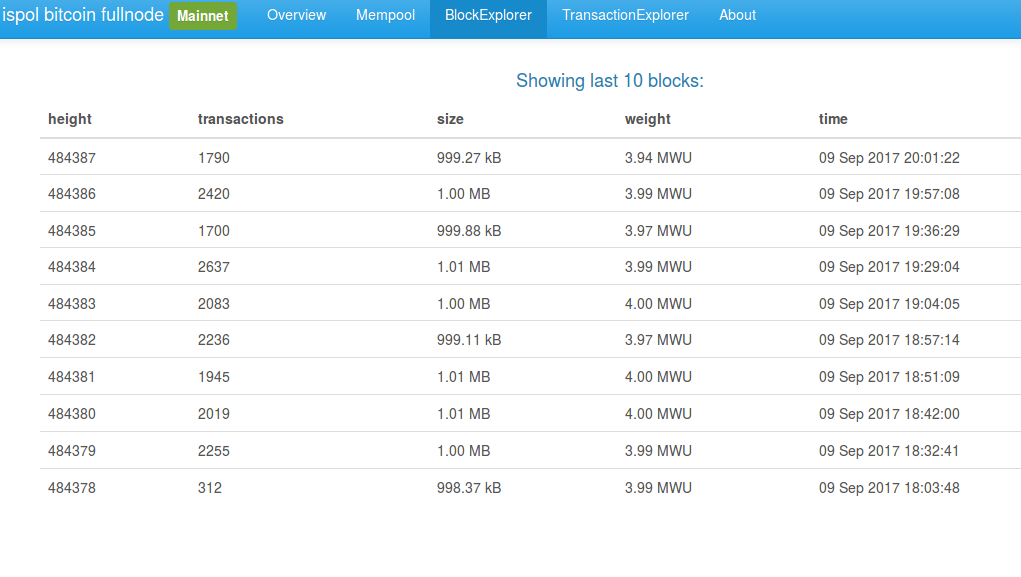 ispol bitcoin fullnode Mainnet Overview Mempool BlockExplorer TransactionExplorer About
Showing last 10 blocks:
height transactions size weight time
484387 1790 999.27 kB 3.94 MWU 09 Sep 2017 20:01:22
484386 2420 1.00 MB 3.99 MWU 09 Sep 2017 19:57:08
484385 1700 999.88 kB 3.97 MWU 09 Sep 2017 19:36:29
484384 2637 1.01 MB 3.99 MWU 09 Sep 2017 19:29:04
484383 2083 1.00 MB 4.00 MWU 09 Sep 2017 19:04:05
484382 2236 999.11 kB 3.97 MWU 09 Sep 2017 18:57:14
484381 1945 1.01 MB 4.00 MWU 09 Sep 2017 18:51:09
484380 2019 1.01 MB 4.00 MWU 09 Sep 2017 18:42:00
484379 2255 1.00 MB 3.99 MWU 09 Sep 2017 18:32:41
484378 312 998.37 kB 3.99 MWU 09 Sep 2017 18:03:48